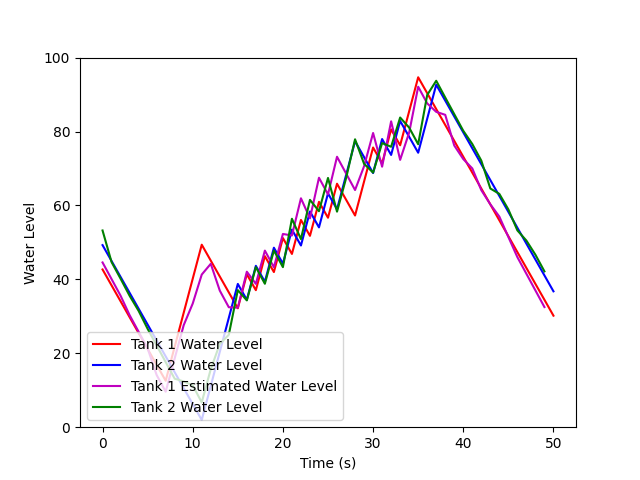 100
80
60
40
20
0
Water Level
Tank 1 Water Level
Tank 2 Water Level
Tank 1 Estimated Water Level
Tank 2 Water Level
0 10 20 30 40 50
Time (s)